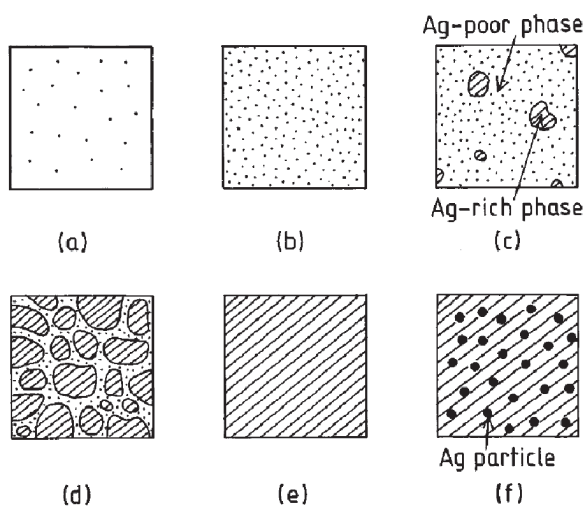 Ag-poor phase
Ag-rich phase
(a)
(b)
(c)
Ag particle
(d)
(e)
(f)